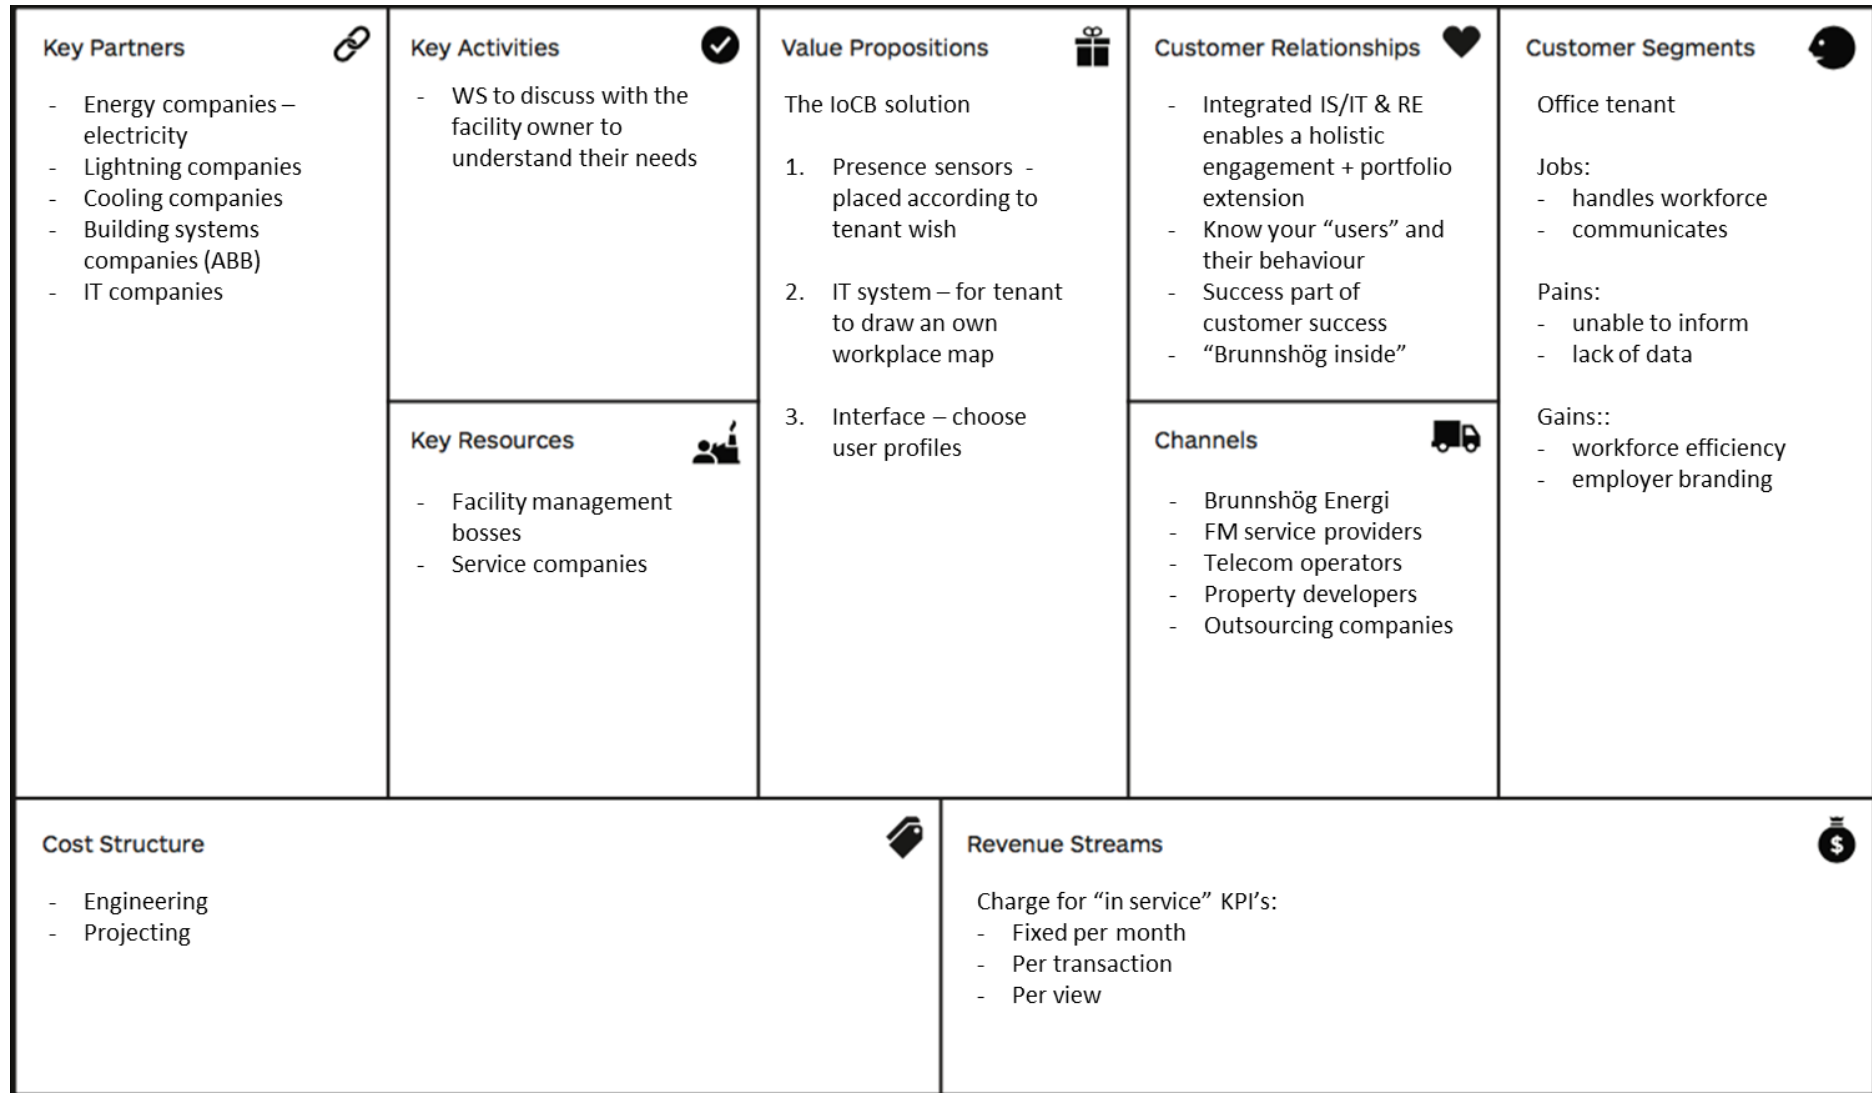 Key Partners
- Energy companies –
electricity
- Lightning companies
- Cooling companies
- Building systems
companies (ABB)
- IT companies
Key Activities
- WS to discuss with the
facility owner to
understand their needs
Key Resources
- Facility management
bosses
- Service companies
Value Propositions
The IoCB solution
1. Presence sensors -
placed according to
tenant wish
2. IT system – for tenant
to draw an own
workplace map
3. Interface – choose
user profiles
Customer Relationships
- Integrated IS/IT & RE
enables a holistic
engagement + portfolio
extension
- Know your “users” and
their behaviour
- Success part of
customer success
- “Brunnshög inside”
Channels
- Brunnshög Energi
- FM service providers
- Telecom operators
- Property developers
- Outsourcing companies
Customer Segments
Office tenant
Jobs:
- handles workforce
- communicates
Pains:
- unable to inform
- lack of data
Gains::
- workforce efficiency
- employer branding
Cost Structure
- Engineering
- Projecting
Revenue Streams
$
Charge for “in service” KPI’s:
- Fixed per month
- Per transaction
- Per view